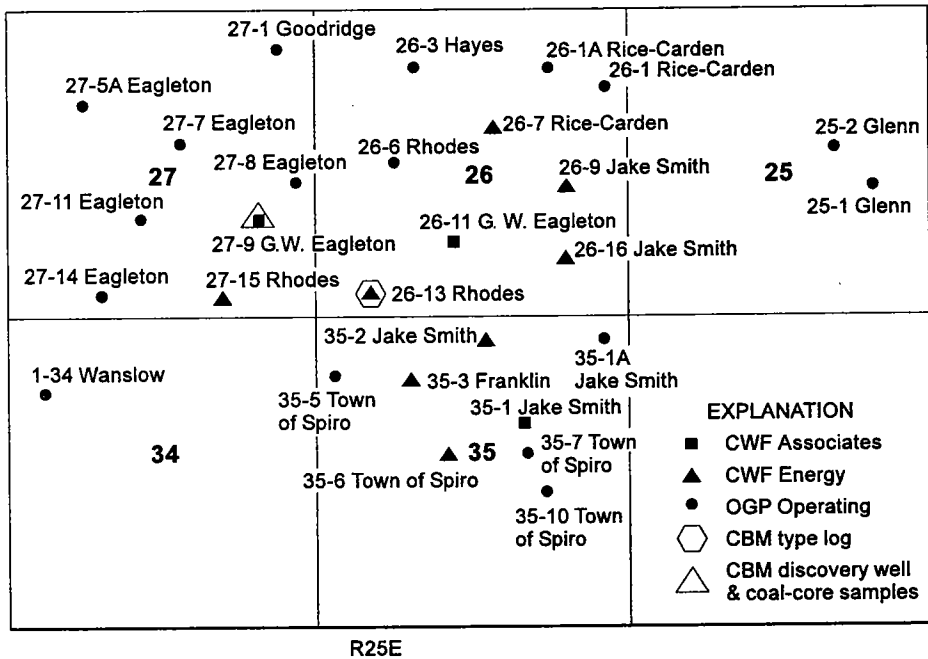 27-1 Goodridge
26-3 Hayes
26-1A Rice-Carden
26-1 Rice-Carden
27-5A Eagleton
27-7 Eagleton
26-7 Rice-Carden
25-2 Glenn
26-6 Rhodes
27-8 Eagleton
27
26
26-9 Jake Smith
25
27-11 Eagleton
25-1 Glenn
26-11 G. W. Eagleton
27-9 G.W. Eagleton
26-16 Jake Smith
27-14 Eagleton
27-15 Rhodes
26-13 Rhodes
35-2 Jake Smith
35-1A
Jake Smith
1-34 Wanslow
35-5 Town
of Spiro
35-3 Franklin
35-1 Jake Smith
34
35
35-7 Town
of Spiro
35-6 Town of Spiro
35-10 Town
of Spiro
EXPLANATION
CWF Associates
CWF Energy
OGP Operating
CBM type log
CBM discovery well
& coal-core samples
R25E